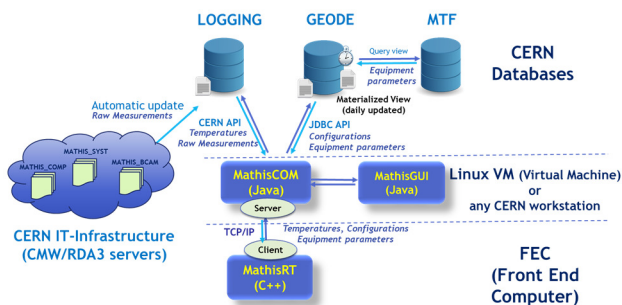 LOGGING
GEODE
MTF
Query view
Equipment
parameters
CERN
Databases
Materialized View
(daily updated)
Automatic update
Raw Measurements
CERN API
Temperatures
Raw Measurements
JDBC API
Configurations
Equipment parameters
MATHIS_SYST
MATHIS_COMP
MATHIS_BCAM
MathisCOM
(Java)
Server
MathisGUI
(Java)
Linux VM (Virtual Machine)
or
any CERN workstation
CERN IT-Infrastructure
(CMW/RDA3 servers)
TCP/IP
Temperatures, Configurations
Equipment parameters
Client
MathisRT
(C++)
FEC
(Front End
Computer)